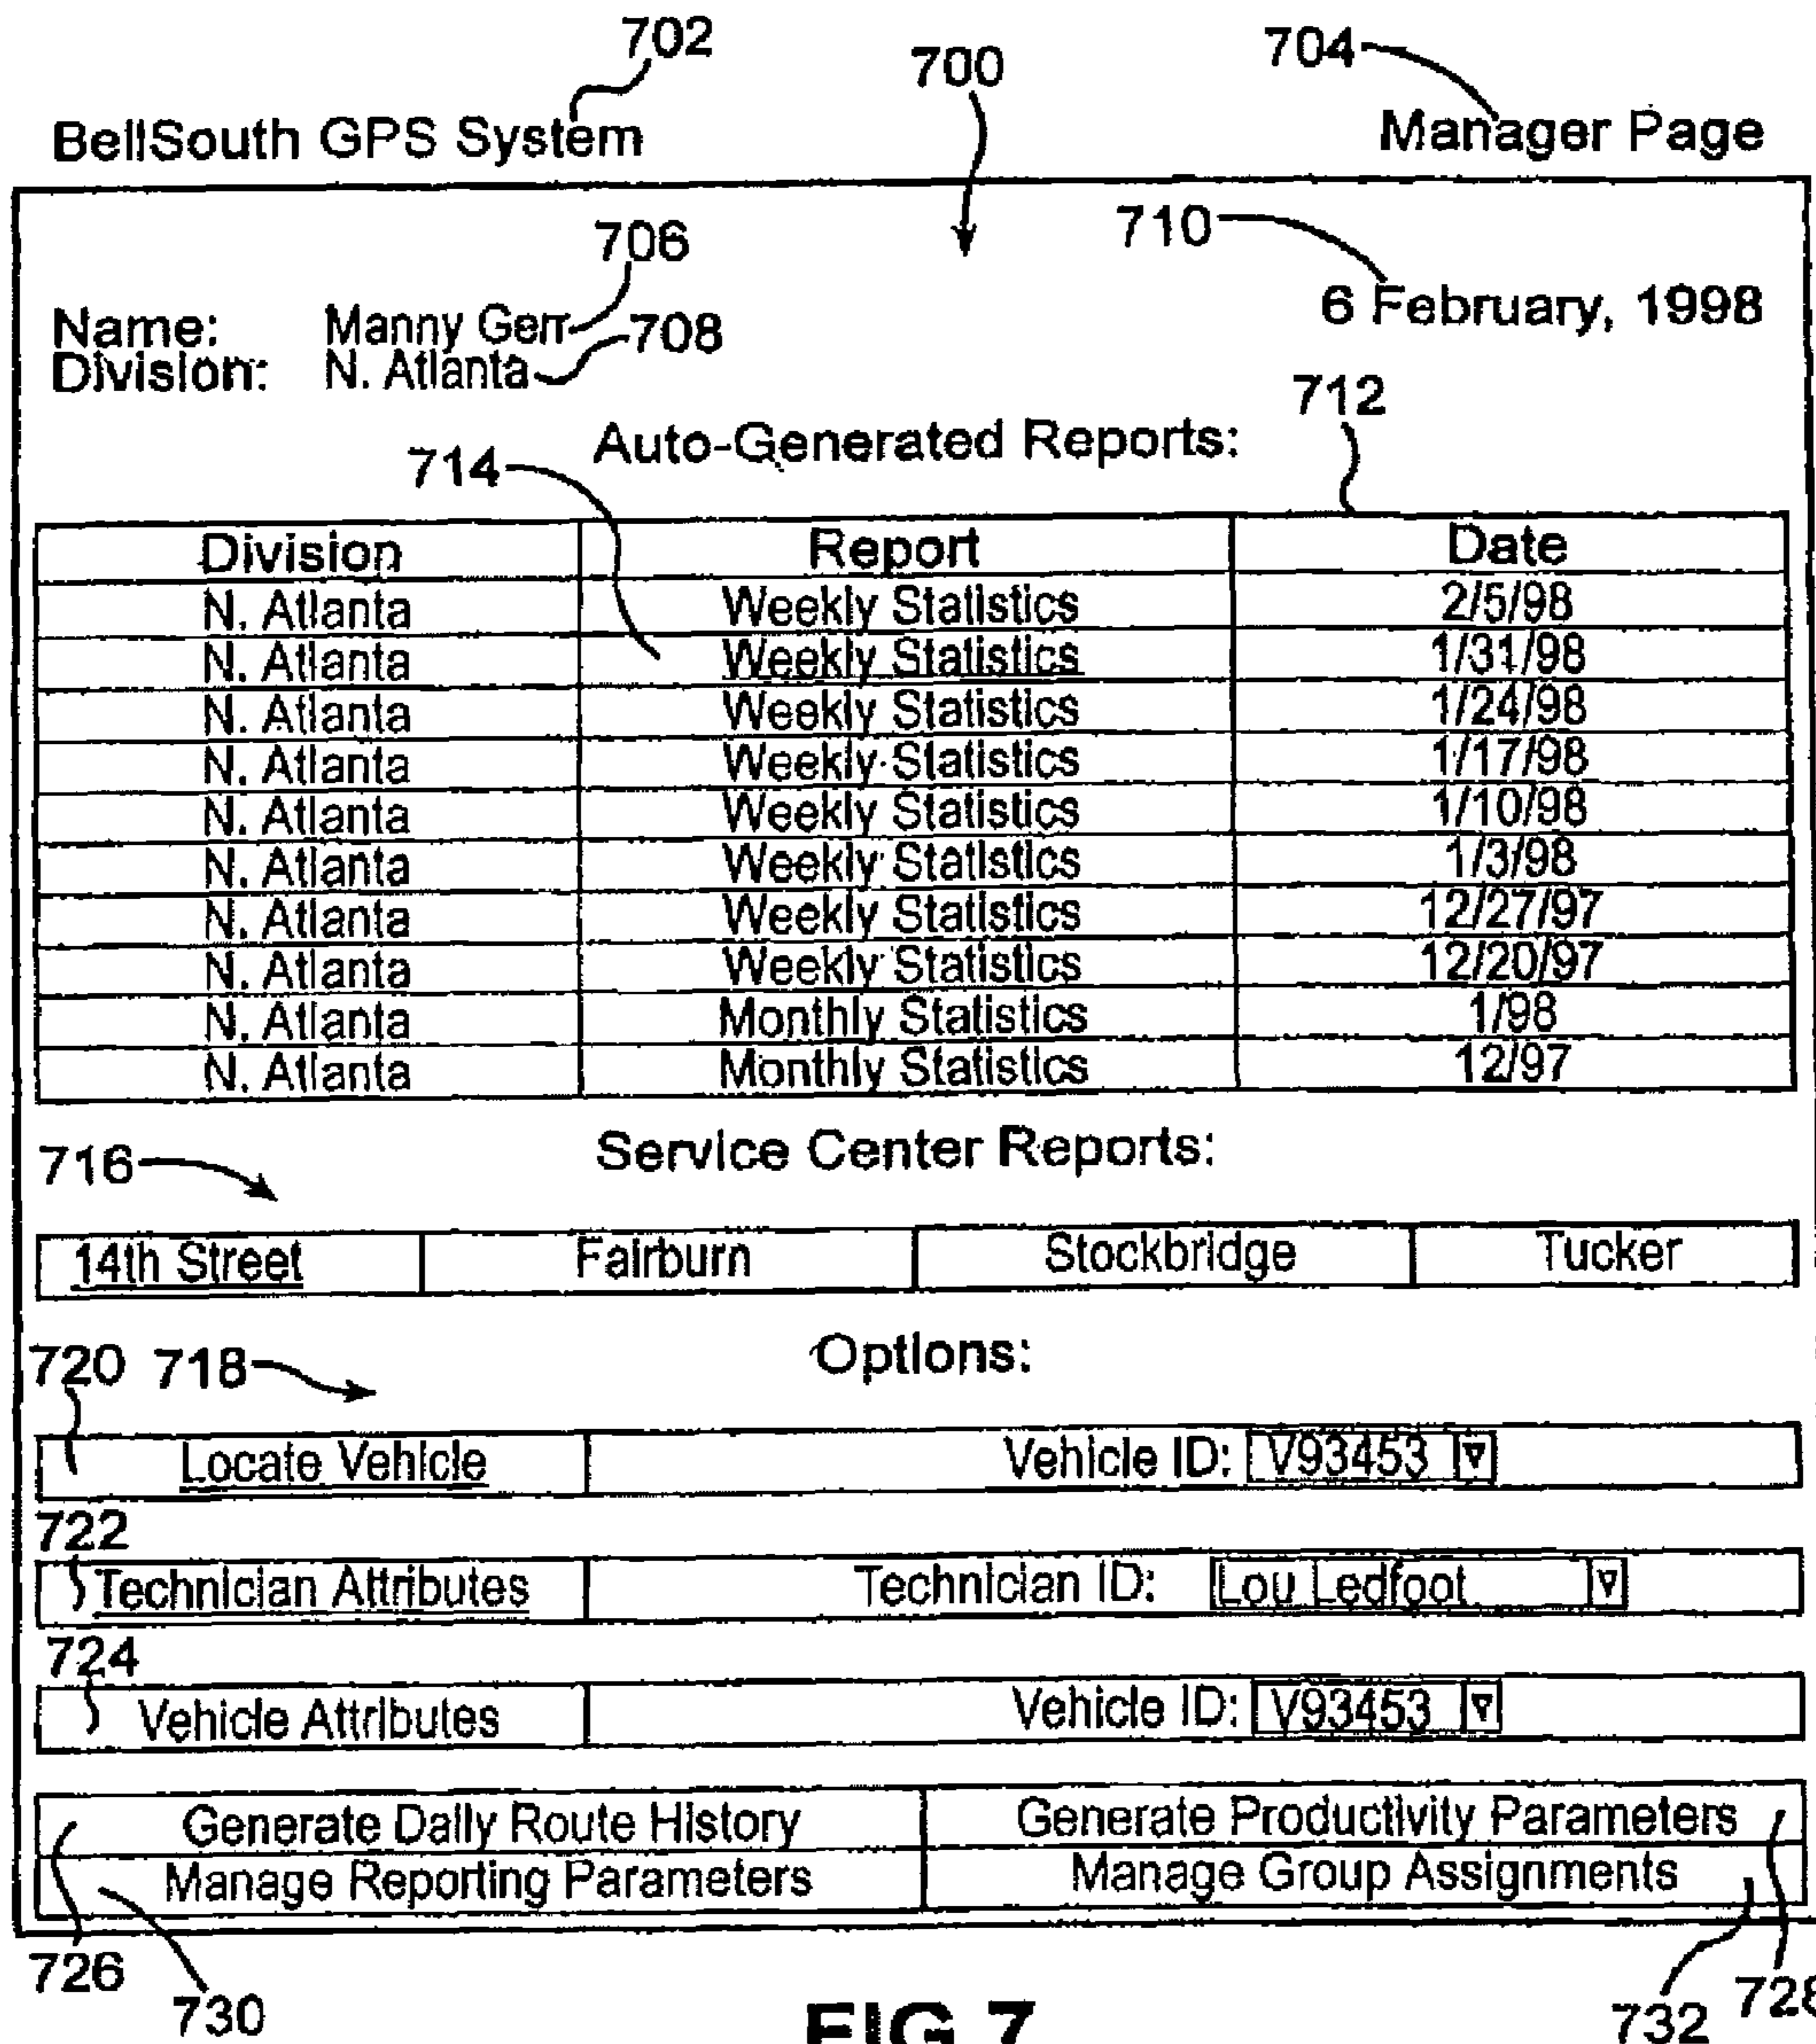 702
700
704
BellSouth GPS System
Manager Page
706
710
Name: Manny Gerr
6 February, 1998
708
Division: N. Atlanta
712
Auto-Generated Reports:
714
Division Report Date
N. Atlanta Weekly Statistics 2/5/98
N. Atlanta Weekly Statistics 1/31/98
N. Atlanta Weekly Statistics 1/24/98
N. Atlanta Weekly Statistics 1/17/98
N. Atlanta Weekly Statistics 1/10/98
N. Atlanta Weekly Statistics 1/3/98
N. Atlanta Weekly Statistics 12/27/97
N. Atlanta Weekly Statistics 12/20/97
N. Atlanta Monthly Statistics 1/98
N. Atlanta Monthly Statistics 12/97
716
Service Center Reports:
14th Street Fairburn Stockbridge Tucker
720 718
Options:
Locate Vehicle Vehicle ID: V93453
722
Technician Attributes Technician ID: Lou Ledfoot
724
Vehicle Attributes Vehicle ID: V93453
Generate Daily Route History Generate Productivity Parameters
Manage Reporting Parameters Manage Group Assignments
726
730
732
728
FIG 7